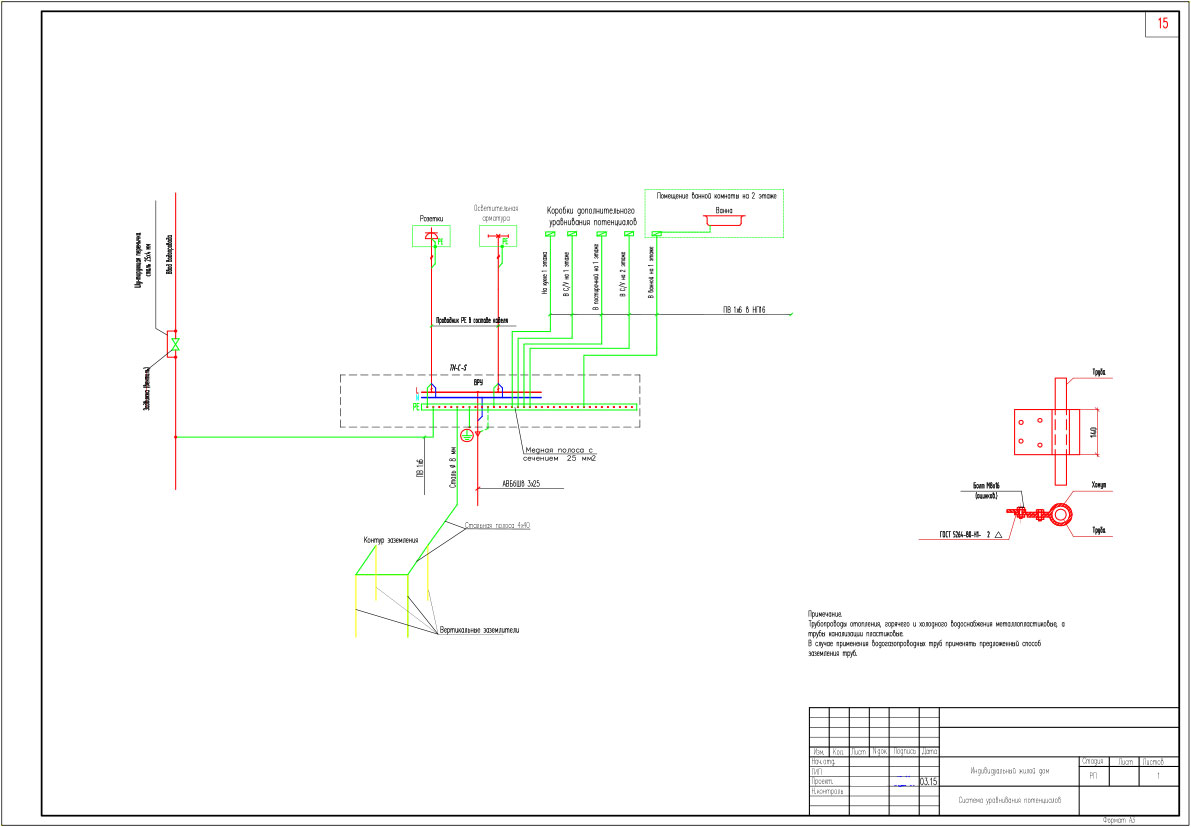 15
Помещение ванной комнаты на 2 этаже
Ванна
Осветительная
арматура
Розетки
Коробки дополнительного
уравнивания потенциалов
Шунтирующая перемычка
сталь 25х4 мм
Ввод водопровода
Задвижка (вентиль)
PE
PE
На кухне 1 этажа
В С/У на 1 этаже
В постирочной на 1 этаже
В С/У на 2 этаже
В ванной на 1 этаже
ПВ 1х6 в НГ16
Проводник PE в составе кабеля
TN-C-S
ВРУ
L
N
PE
Медная полоса с
сечением 25 мм2
ПВ 1х6
Сталь Ø 8 мм
АВБбШв 3х25
Стальная полоса 4х40
Контур заземления
Вертикальные заземлители
Труба
140
Болт М8х16
(оцинков.)
Хомут
Труба
ГОСТ 5264-80-Н1- 2
Примечание.
Трубопроводы отопления, горячего и холодного водоснабжения металлопластиковые, а
трубы канализации пластиковые.
В случае применения водогазопроводных труб применять предложенный способ
заземления труб.
Изм. Кол. Лист N док Подпись Дата
Нач.отд.
ГИП
Проект. 03.15
Н.контроль
Индивидуальный жилой дом
Стадия Лист Листов
РП 1
Система уравнивания потенциалов
Формат А3